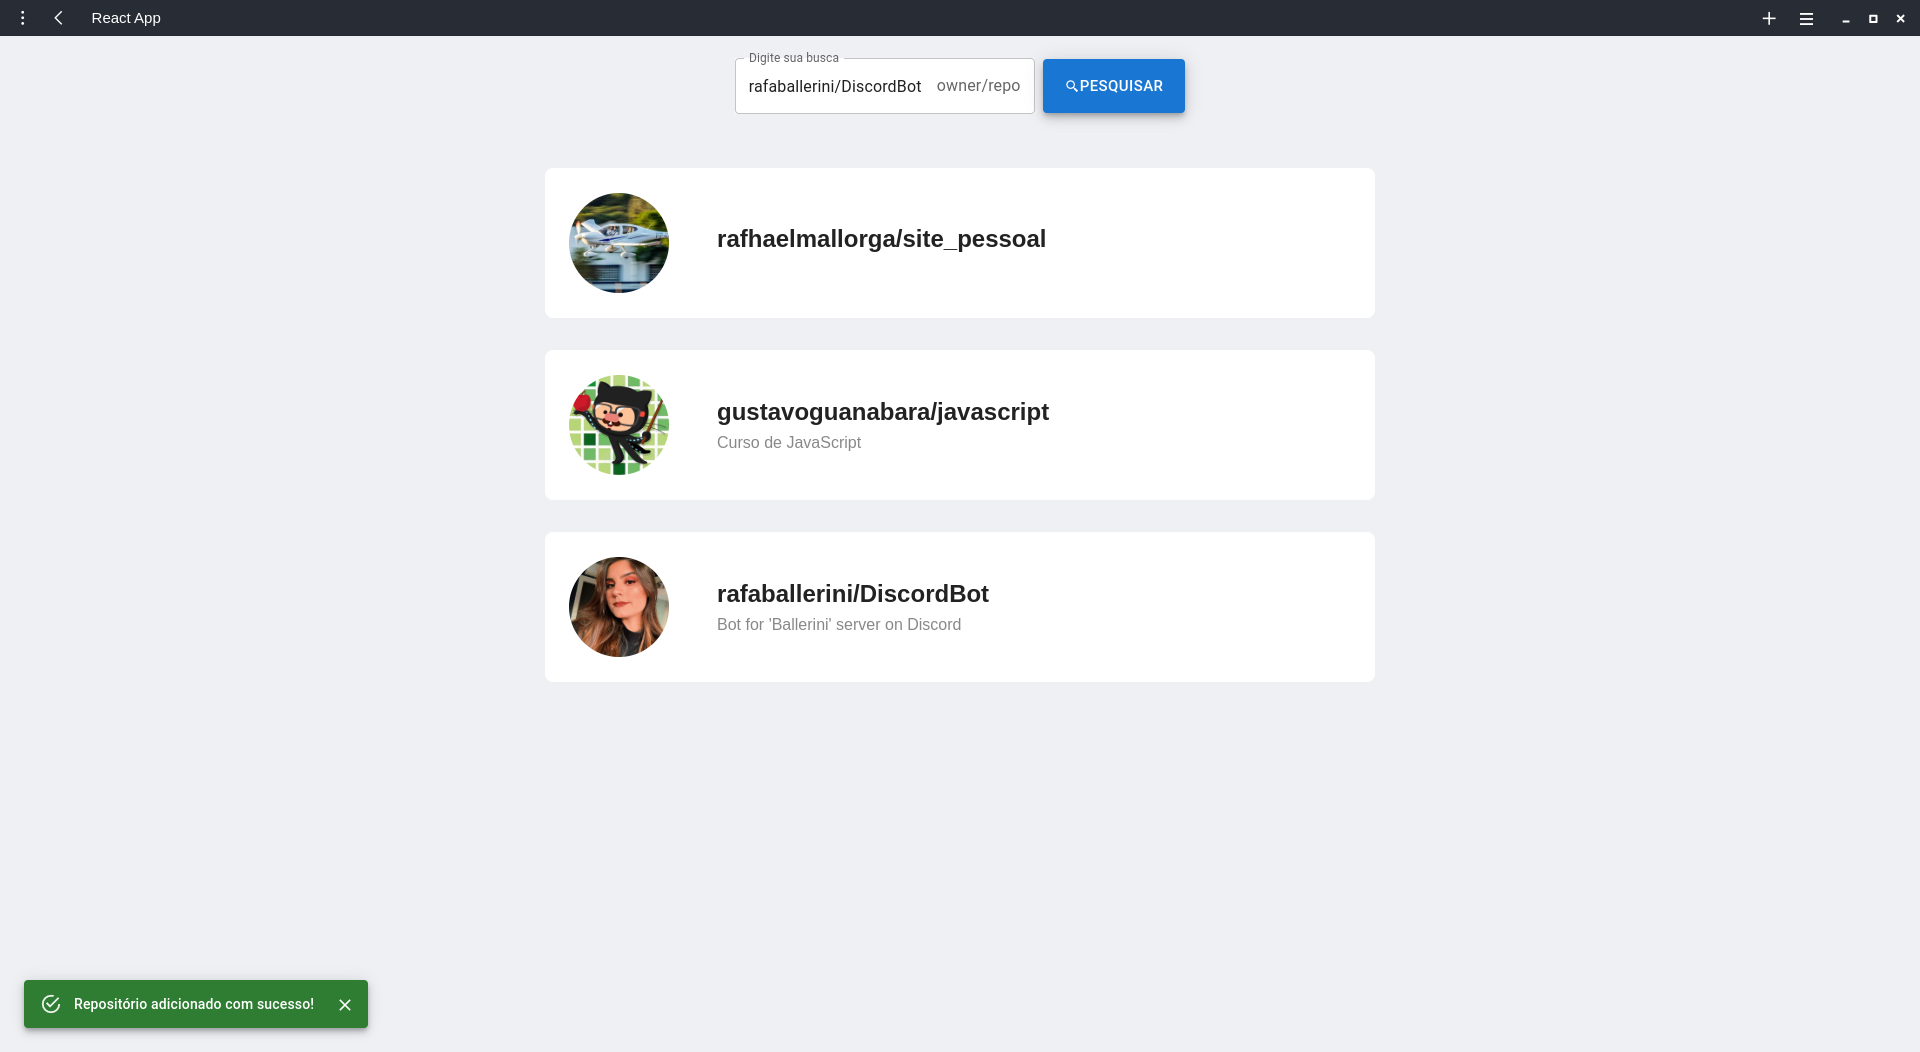 React App
Digite sua busca
rafaballerini/DiscordBot owner/repo PESQUISAR
rafhaelmallorga/site_pessoal
gustavoguanabara/javascript
Curso de JavaScript
rafaballerini/DiscordBot
Bot for 'Ballerini' server on Discord
Repositório adicionado com sucesso!